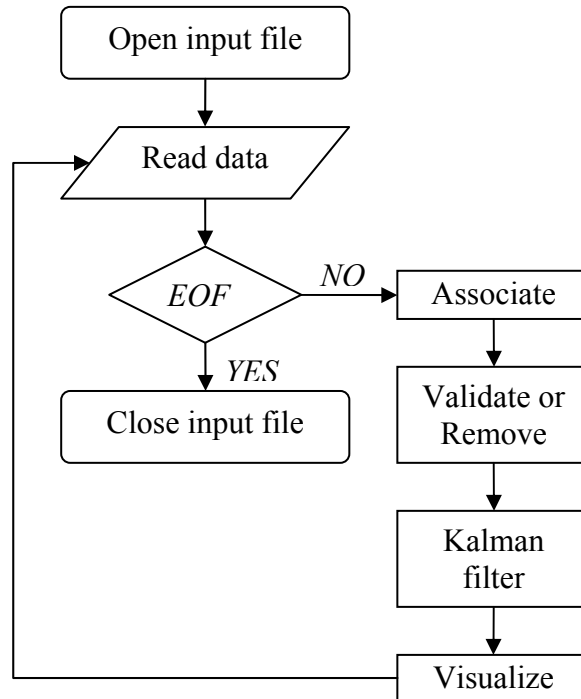 Open input file
Read data
EOF
NO
Associate
YES
Close input file
Validate or
Remove
Kalman
filter
Visualize